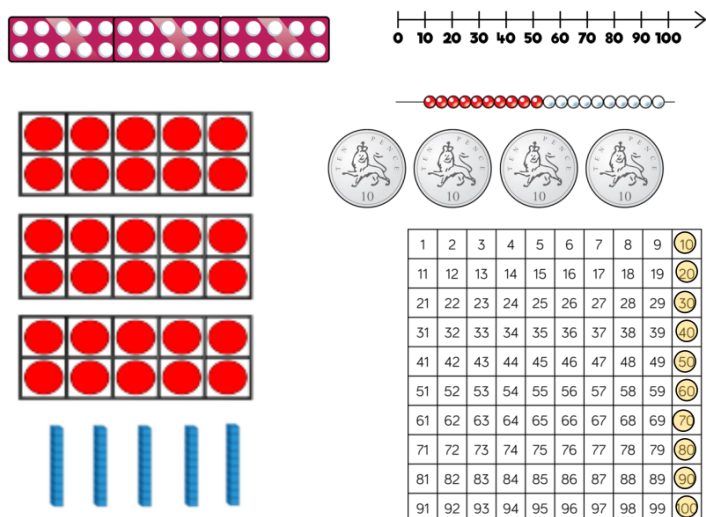 0 10 20 30 40 50 60 70 80 90 100
TEN PENCE 10
TEN PENCE 10
TEN PENCE 10
TEN PENCE 10
1 2 3 4 5 6 7 8 9 10
11 12 13 14 15 16 17 18 19 20
21 22 23 24 25 26 27 28 29 30
31 32 33 34 35 36 37 38 39 40
41 42 43 44 45 46 47 48 49 50
51 52 53 54 55 56 57 58 59 60
61 62 63 64 65 66 67 68 69 70
71 72 73 74 75 76 77 78 79 80
81 82 83 84 85 86 87 88 89 90
91 92 93 94 95 96 97 98 99 100